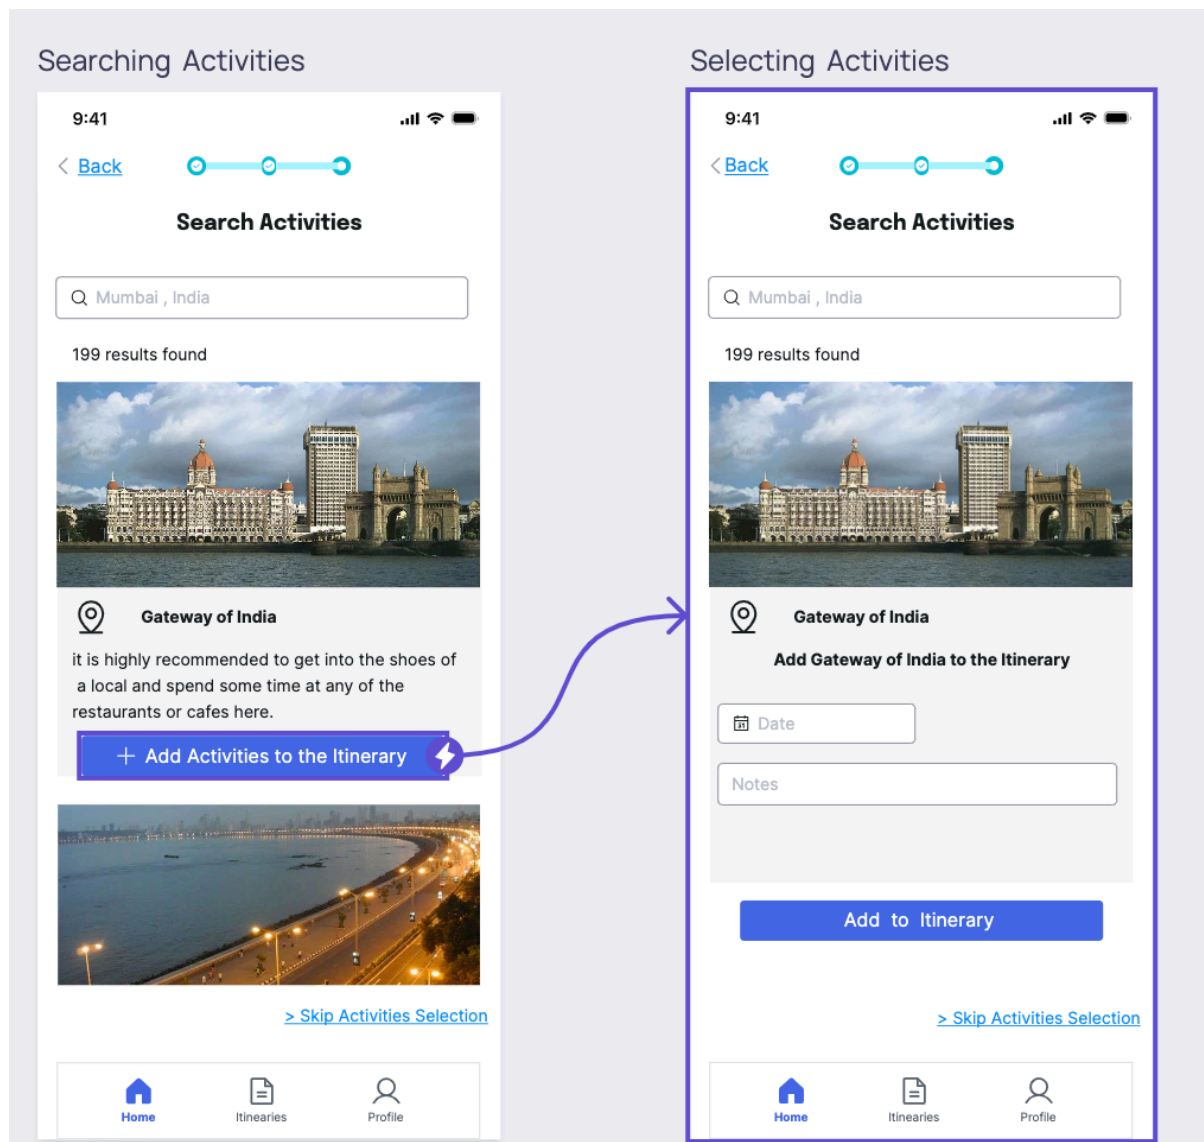 Searching Activities
9:41
Back
Search Activities
Mumbai , India
199 results found
Gateway of India
it is highly recommended to get into the shoes of
a local and spend some time at any of the
restaurants or cafes here.
+ Add Activities to the Itinerary
> Skip Activities Selection
Home
Itinearies
Profile
Selecting Activities
9:41
Back
Search Activities
Mumbai , India
199 results found
Gateway of India
Add Gateway of India to the Itinerary
31 Date
Notes
Add to Itinerary
> Skip Activities Selection
Home
Itinearies
Profile